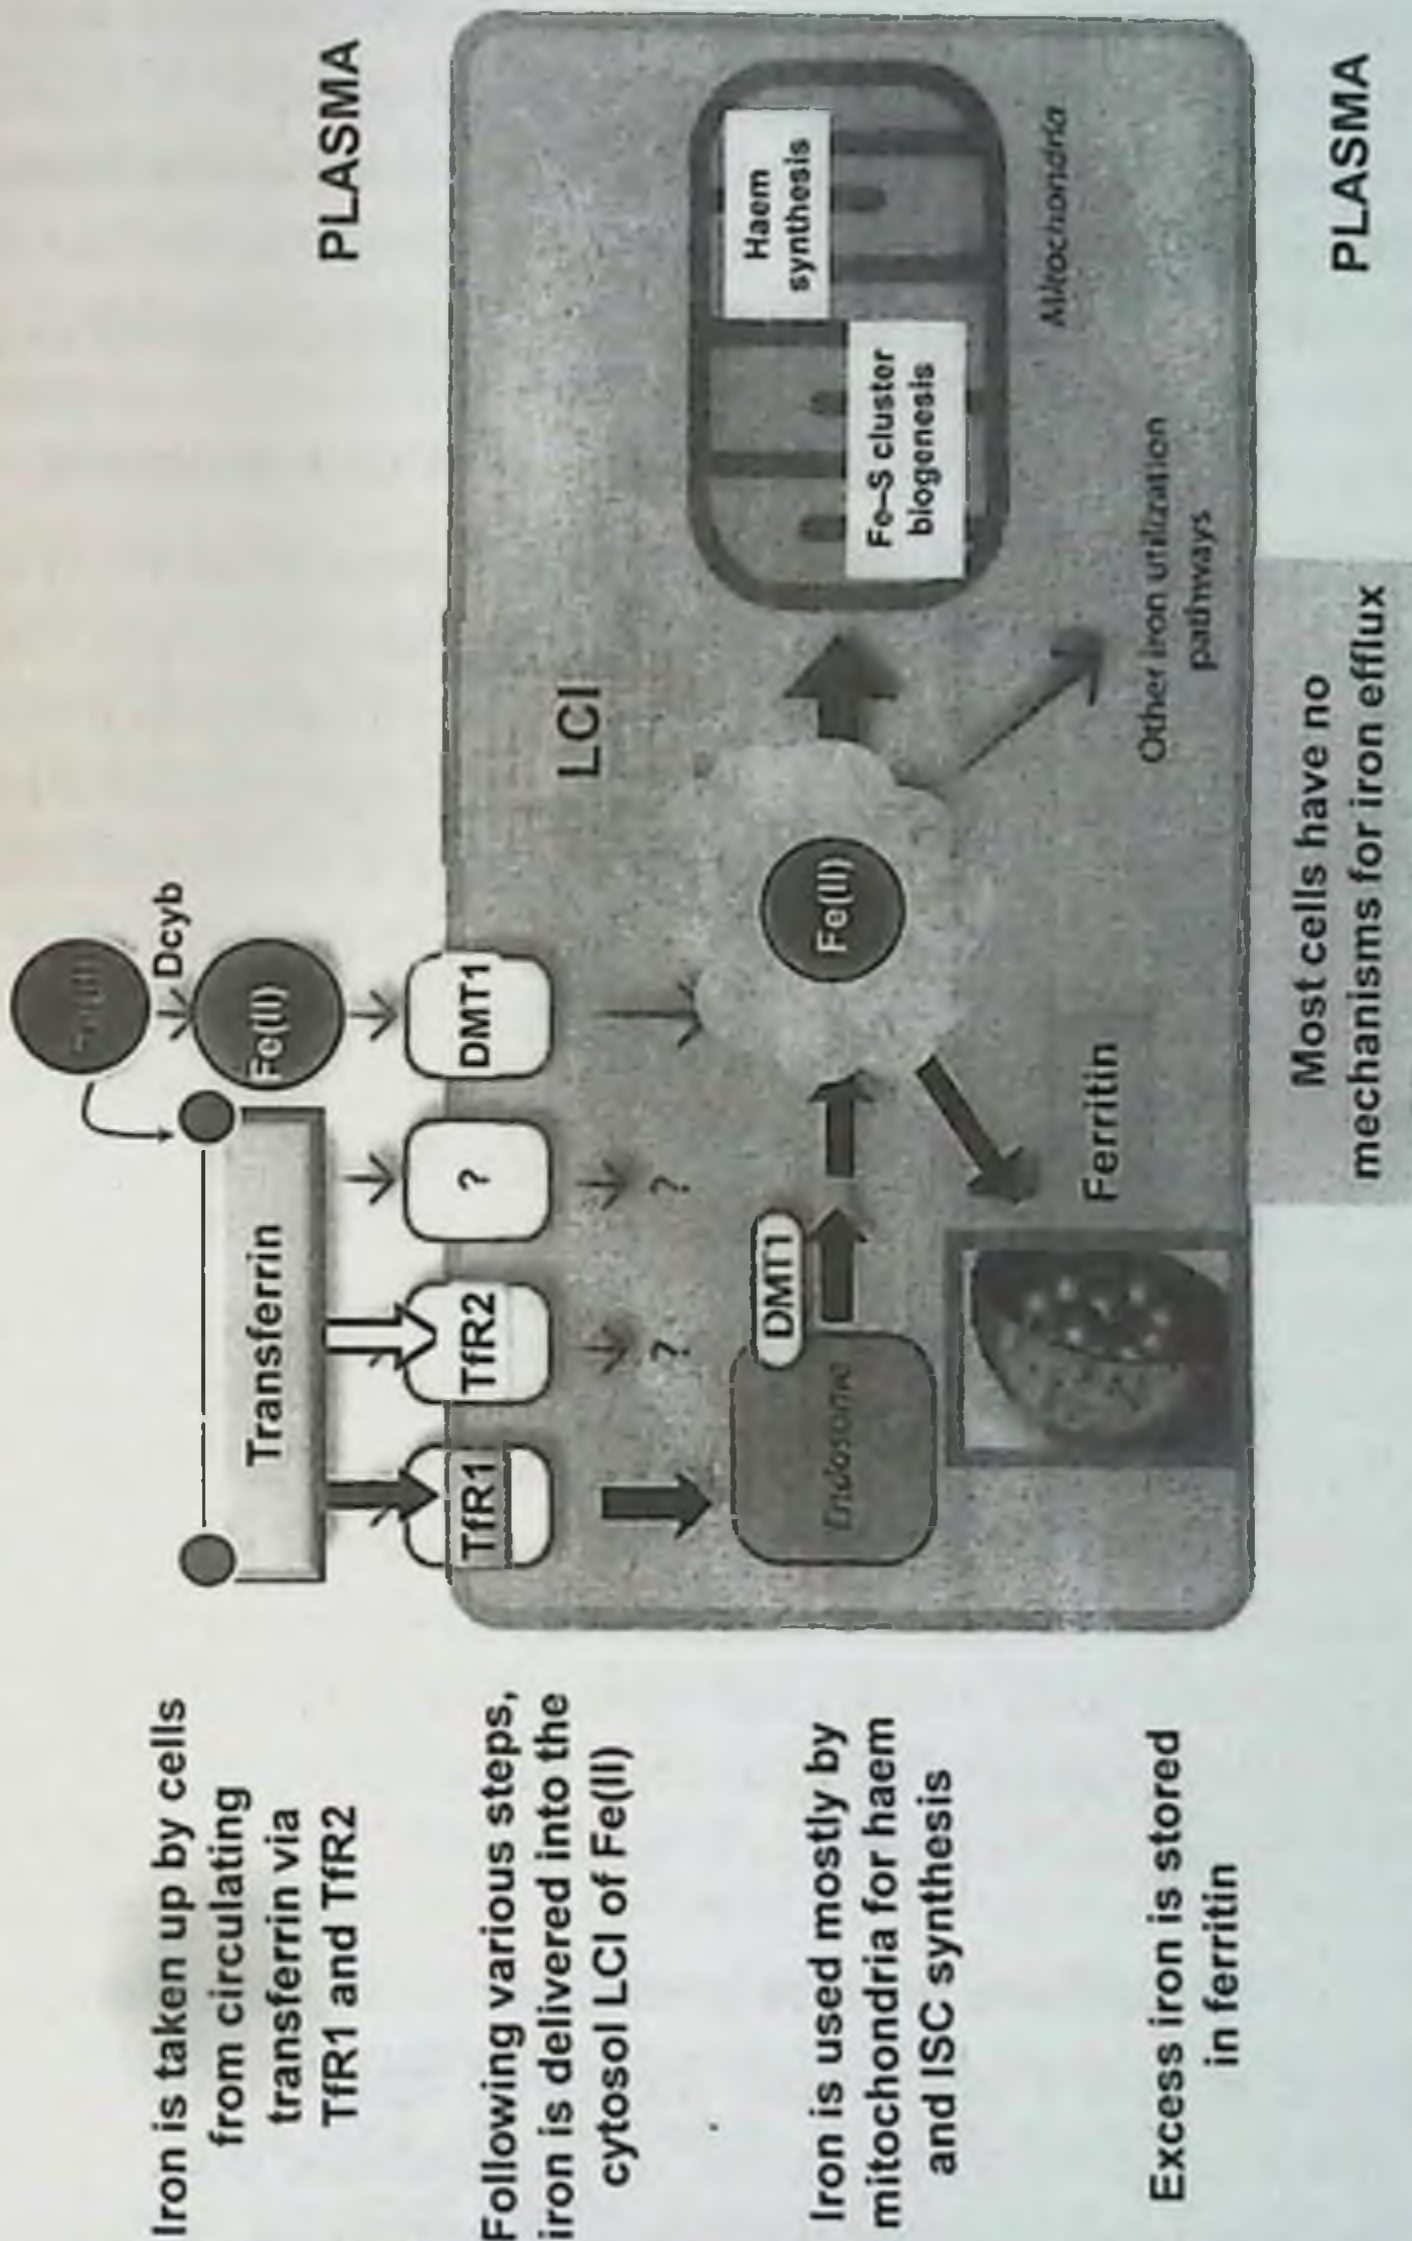 Iron is taken up by cells
from circulating
transferrin via
TfR1 and TfR2
Following various steps,
iron is delivered into the
cytosol LCI of Fe(II)
Iron is used mostly by
mitochondria for haem
and ISC synthesis
Excess iron is stored
in ferritin
Dcyb
Fe(II)
Transferrin
PLASMA
TfR1
TfR2
?
DMT1
?
?
LCI
Endosome
DMT1
Fe(II)
Haem
synthesis
Fe–S cluster
biogenesis
Mitochondria
Ferritin
Other iron utilization
pathways
Most cells have no
mechanisms for iron efflux
PLASMA